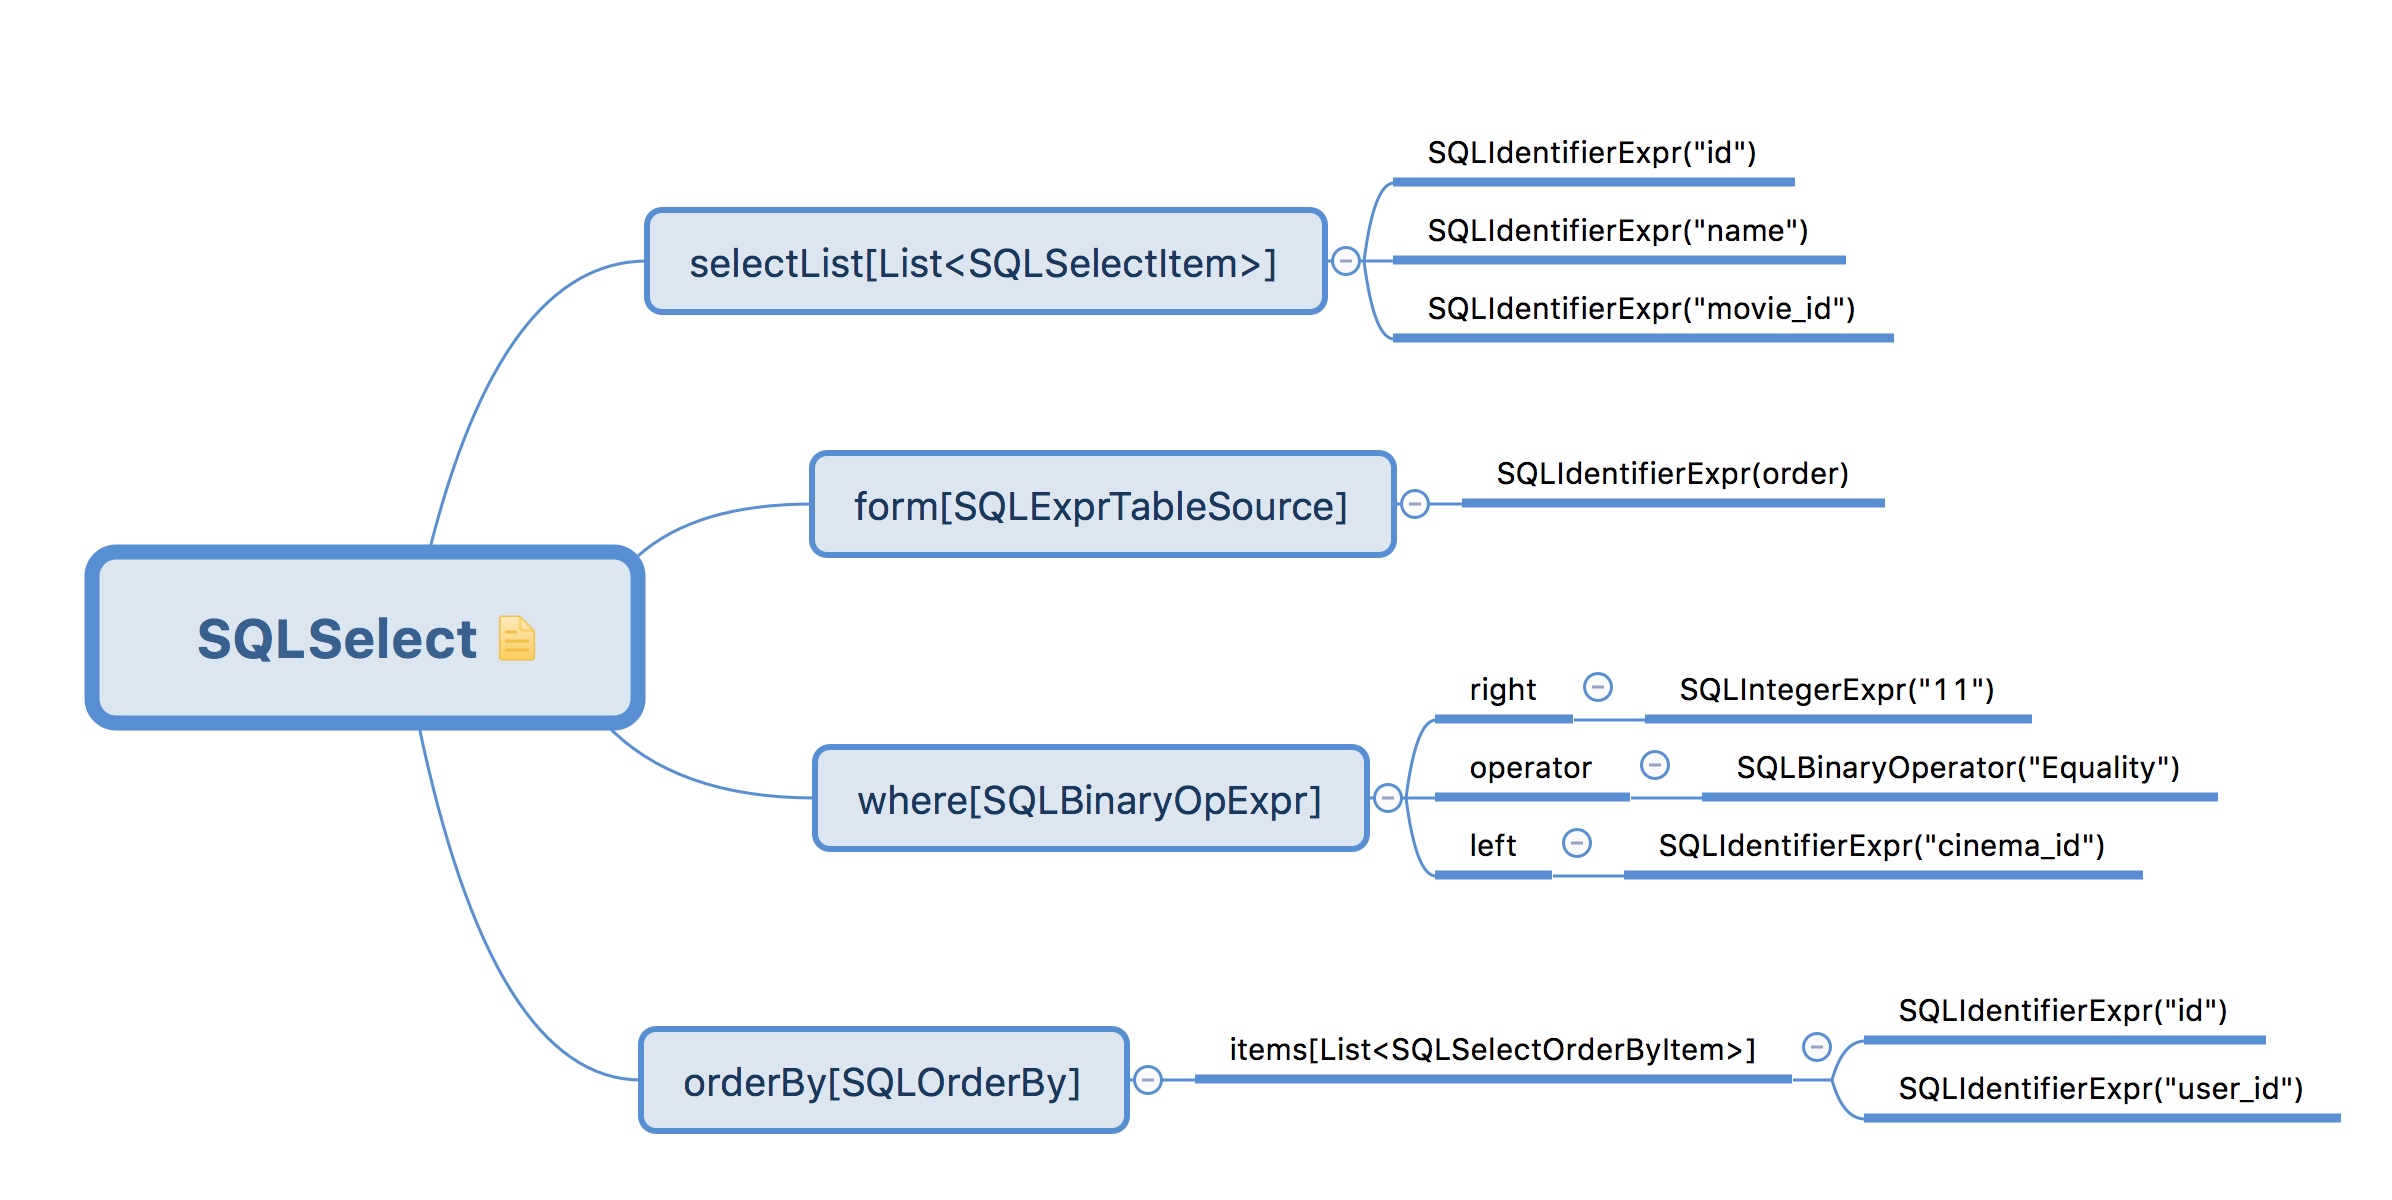 SQLSelect
selectList[List<SQLSelectItem>]
SQLIdentifierExpr("id")
SQLIdentifierExpr("name")
SQLIdentifierExpr("movie_id")
form[SQLExprTableSource]
SQLIdentifierExpr(order)
where[SQLBinaryOpExpr]
right
SQLIntegerExpr("11")
operator
SQLBinaryOperator("Equality")
left
SQLIdentifierExpr("cinema_id")
orderBy[SQLOrderBy]
items[List<SQLSelectOrderByItem>]
SQLIdentifierExpr("id")
SQLIdentifierExpr("user_id")